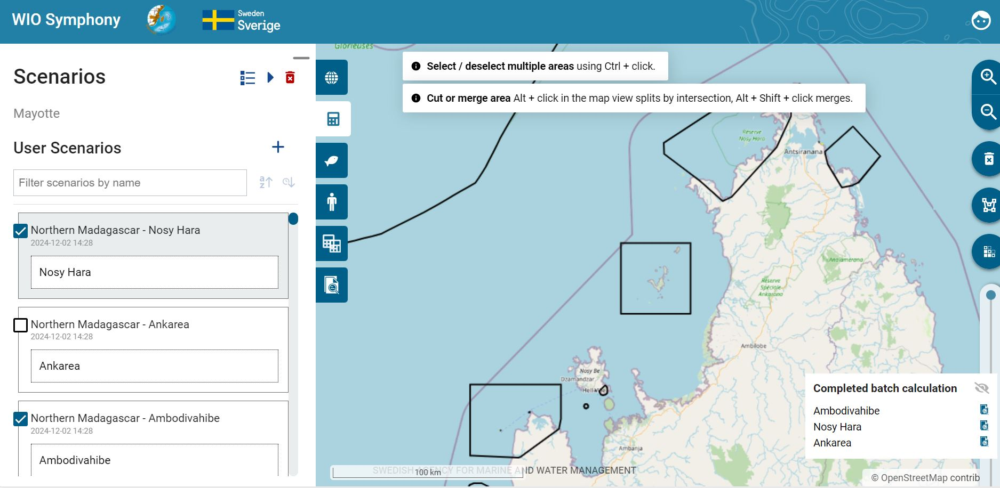 WIO Symphony
Sweden
Sverige
Scenarios
Mayotte
User Scenarios
Filter scenarios by name
Northern Madagascar - Nosy Hara
2024-12-02 14:28
Nosy Hara
Northern Madagascar - Ankarea
2024-12-02 14:28
Ankarea
Northern Madagascar - Ambodivahibe
2024-12-02 14:28
Ambodivahibe
Glorieuses
Select / deselect multiple areas using Ctrl + click.
Cut or merge area Alt + click in the map view splits by intersection, Alt + Shift + click merges.
Réserve
Nosy Hara
Antsiranana
Analamerana
Réserve
Spéciale
Ankarana
Ambilobe
Nosy Be
Dzamandzar
Hell-Ville
Ambanja
Completed batch calculation
Ambodivahibe
Nosy Hara
Ankarea
SWEDISH AGENCY FOR MARINE AND WATER MANAGEMENT
100 km
© OpenStreetMap contrib